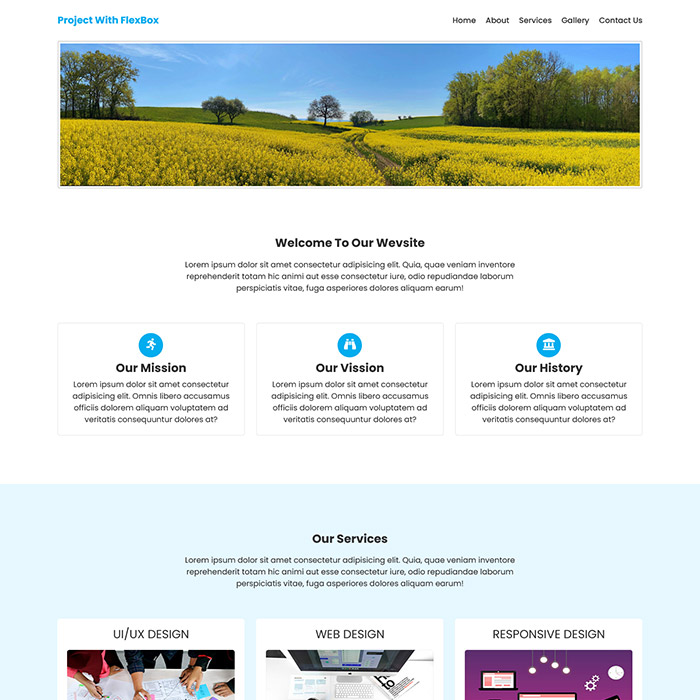 Project With FlexBox
Home About Services Gallery Contact Us
Welcome To Our Wevsite
Lorem ipsum dolor sit amet consectetur adipisicing elit. Quia, quae veniam inventore
reprehenderit totam hic animi aut esse consectetur iure, odio repudiandae laborum
perspiciatis vitae, fuga asperiores dolores aliquam earum!
Our Mission
Lorem ipsum dolor sit amet consectetur
adipisicing elit. Omnis libero accusamus
officiis dolorem aliquam voluptatem ad
veritatis consequuntur dolores at?
Our Vission
Lorem ipsum dolor sit amet consectetur
adipisicing elit. Omnis libero accusamus
officiis dolorem aliquam voluptatem ad
veritatis consequuntur dolores at?
Our History
Lorem ipsum dolor sit amet consectetur
adipisicing elit. Omnis libero accusamus
officiis dolorem aliquam voluptatem ad
veritatis consequuntur dolores at?
Our Services
Lorem ipsum dolor sit amet consectetur adipisicing elit. Quia, quae veniam inventore
reprehenderit totam hic animi aut esse consectetur iure, odio repudiandae laborum
perspiciatis vitae, fuga asperiores dolores aliquam earum!
UI/UX DESIGN
WEB DESIGN
RESPONSIVE DESIGN